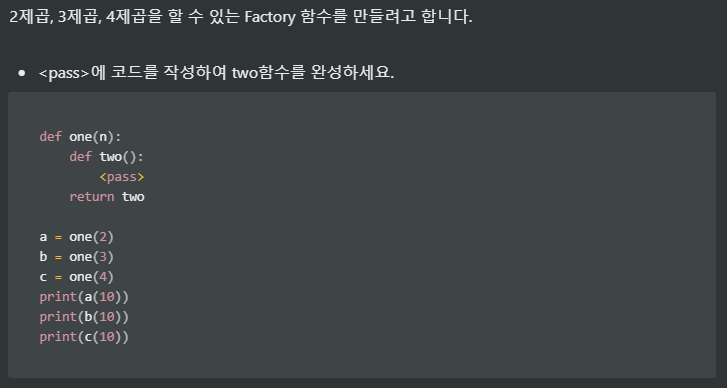 2제곱, 3제곱, 4제곱을 할 수 있는 Factory 함수를 만들려고 합니다.
• <pass>에 코드를 작성하여 two함수를 완성하세요.
def one(n):
    def two():
        <pass>
    return two
a = one(2)
b = one(3)
c = one(4)
print(a(10))
print(b(10))
print(c(10))